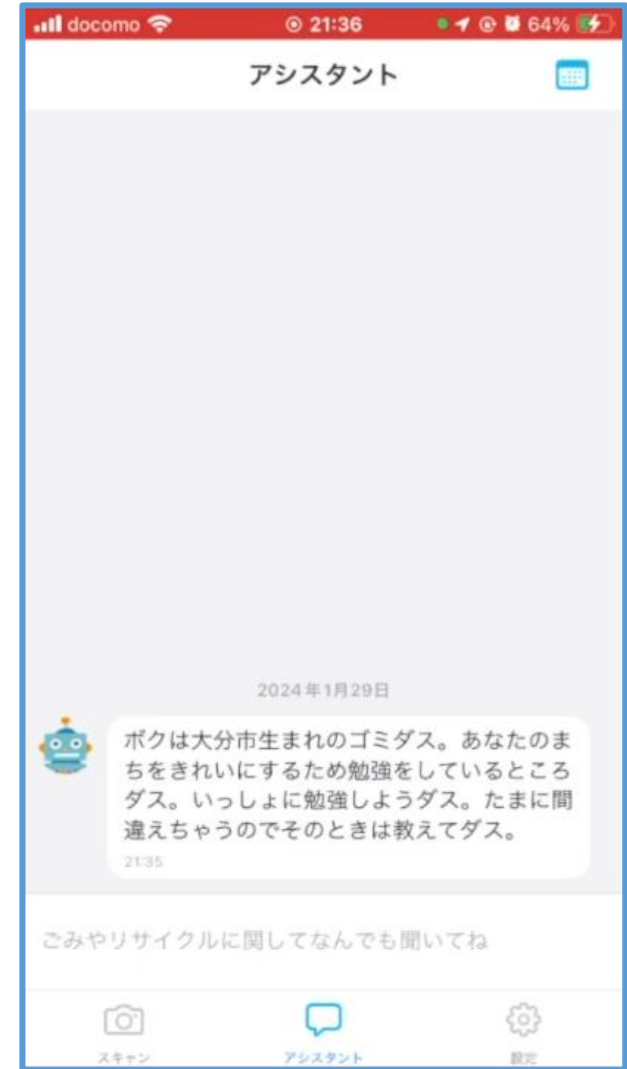 docomo 21:36 64%
アシスタント
2024年1月29日
ボクは大分市生まれのゴミダス。あなたのま
ちをきれいにするため勉強をしているところ
ダス。いっしょに勉強しようダス。たまに間
違えちゃうのでそのときは教えてダス。
21:35
ごみやリサイクルに関してなんでも聞いてね
スキャン アシスタント 設定